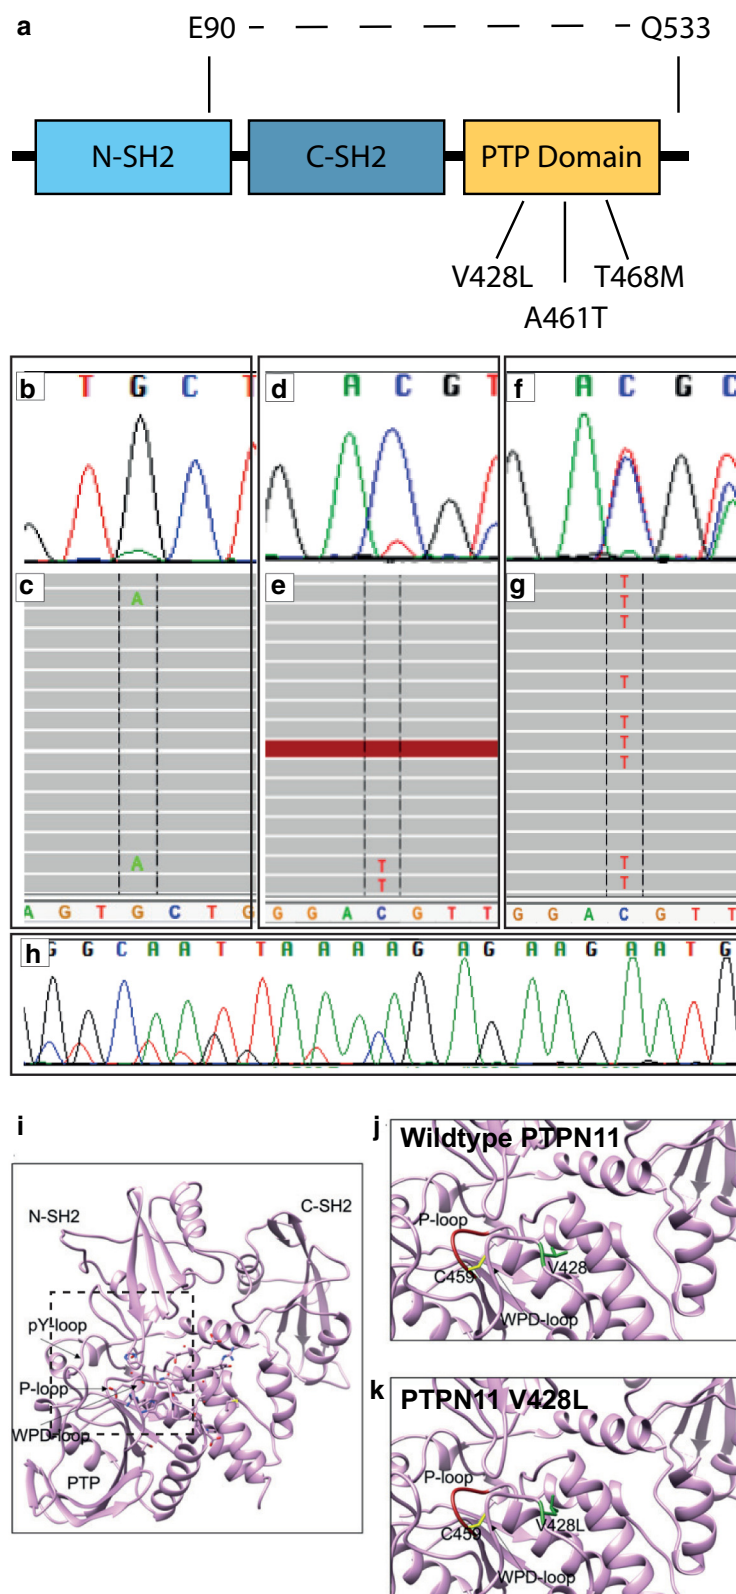 a
E90 Q533
N-SH2 C-SH2 PTP Domain
V428L T468M
A461T
b T G C T
d A C G T
f A C G C
c
A
A
A G T G C T G
e
T
T
G G A C G T T
g
T
T
T
T
T
T
T
T
T
G G A C G T T
h G G C A A T T A A A A G A G A A G A A T G
i
N-SH2
C-SH2
pY-loop
P-loop
WPD-loop
PTP
j
Wildtype PTPN11
P-loop
C459
V428
WPD-loop
k
PTPN11 V428L
P-loop
C459
V428L
WPD-loop